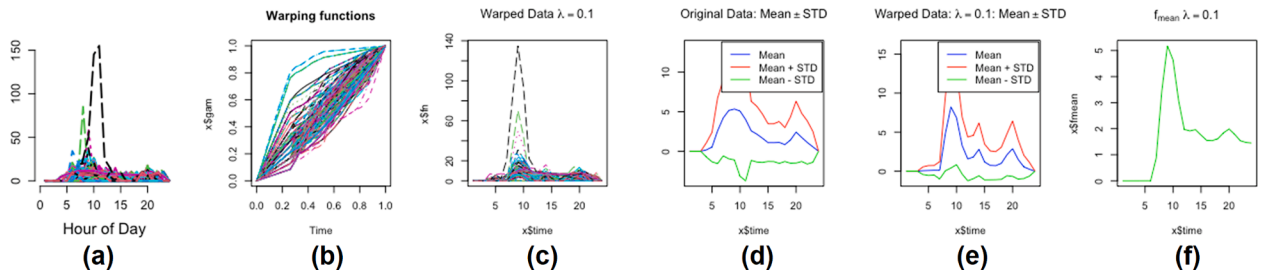 0 50 100 150
0 5 10 15 20
Hour of Day
(a)
Warping functions
x$gam
0.0 0.2 0.4 0.6 0.8 1.0
0.0 0.2 0.4 0.6 0.8 1.0
Time
(b)
Warped Data λ = 0.1
x$fn
0 20 40 60 80 100 140
5 10 15 20
x$time
(c)
Original Data: Mean ± STD
Mean
Mean + STD
Mean - STD
0 5 10
5 10 15 20
x$time
(d)
Warped Data: λ = 0.1: Mean ± STD
Mean
Mean + STD
Mean - STD
0 5 10 15
5 10 15 20
x$time
(e)
fmean λ = 0.1
x$fmean
0 1 2 3 4 5
5 10 15 20
x$time
(f)